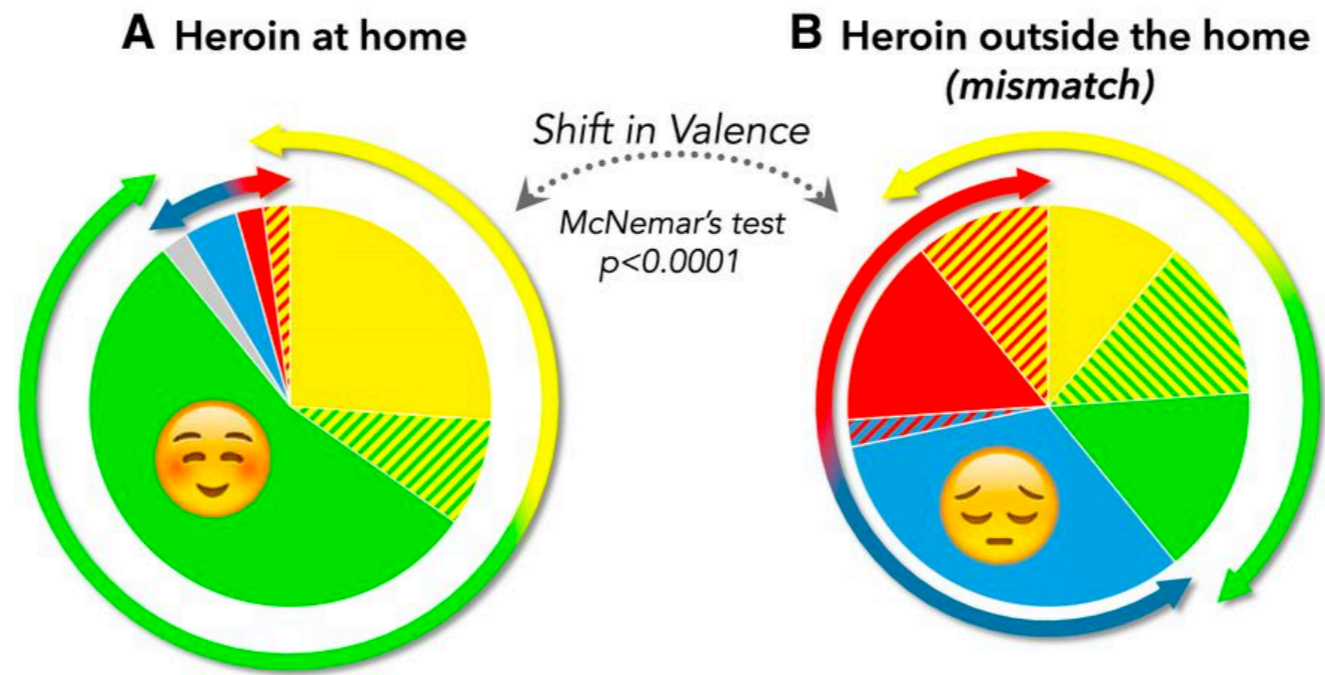 A Heroin at home
B Heroin outside the home
(mismatch)
Shift in Valence
McNemar's test
p<0.0001